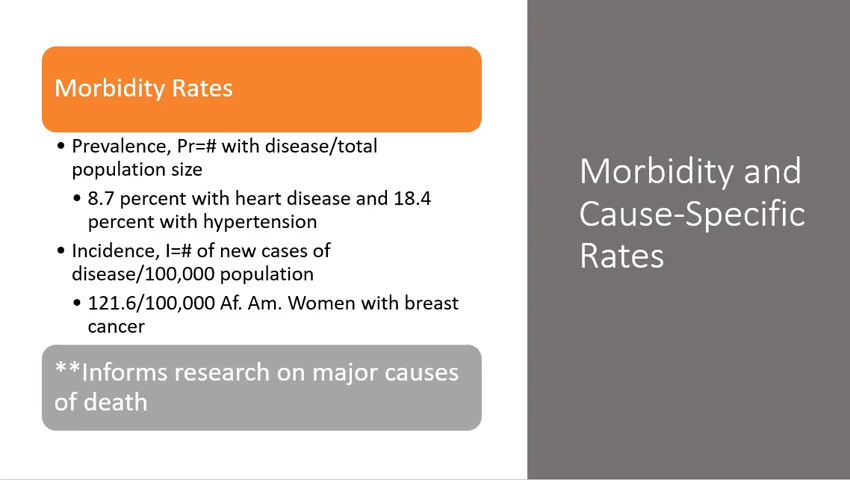 Morbidity Rates
• Prevalence, Pr=# with disease/total
population size
• 8.7 percent with heart disease and 18.4
percent with hypertension
• Incidence, I=# of new cases of
disease/100,000 population
• 121.6/100,000 Af. Am. Women with breast
cancer
**Informs research on major causes
of death
Morbidity and
Cause-Specific
Rates